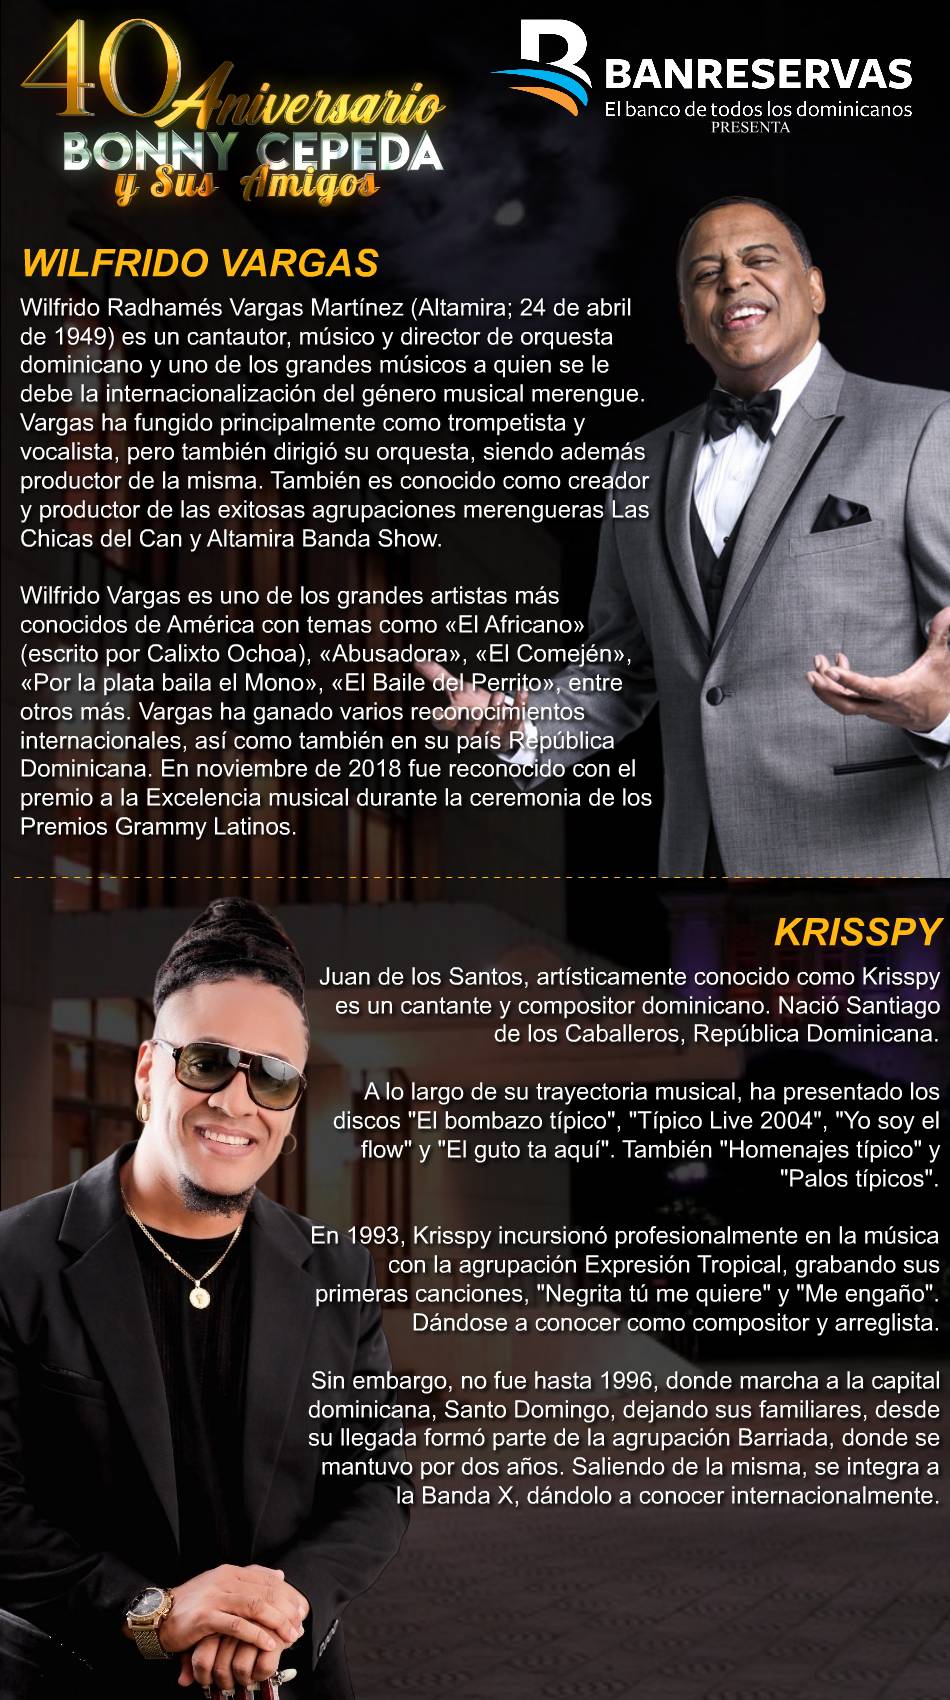 40 Aniversario
BONNY CEPEDA
y Sus Amigos
B
BANRESERVAS
El banco de todos los dominicanos
PRESENTA
WILFRIDO VARGAS
Wilfrido Radhamés Vargas Martínez (Altamira; 24 de abril
de 1949) es un cantautor, músico y director de orquesta
dominicano y uno de los grandes músicos a quien se le
debe la internacionalización del género musical merengue.
Vargas ha fungido principalmente como trompetista y
vocalista, pero también dirigió su orquesta, siendo además
productor de la misma. También es conocido como creador
y productor de las exitosas agrupaciones merengueras Las
Chicas del Can y Altamira Banda Show.
Wilfrido Vargas es uno de los grandes artistas más
conocidos de América con temas como «El Africano»
(escrito por Calixto Ochoa), «Abusadora», «El Comején»,
«Por la plata baila el Mono», «El Baile del Perrito», entre
otros más. Vargas ha ganado varios reconocimientos
internacionales, así como también en su país República
Dominicana. En noviembre de 2018 fue reconocido con el
premio a la Excelencia musical durante la ceremonia de los
Premios Grammy Latinos.
KRISSPY
Juan de los Santos, artísticamente conocido como Krisspy
es un cantante y compositor dominicano. Nació Santiago
de los Caballeros, República Dominicana.
A lo largo de su trayectoria musical, ha presentado los
discos "El bombazo típico", "Típico Live 2004", "Yo soy el
flow" y "El guto ta aquí". También "Homenajes típico" y
"Palos típicos".
En 1993, Krisspy incursionó profesionalmente en la música
con la agrupación Expresión Tropical, grabando sus
primeras canciones, "Negrita tú me quiere" y "Me engaño".
Dándose a conocer como compositor y arreglista.
Sin embargo, no fue hasta 1996, donde marcha a la capital
dominicana, Santo Domingo, dejando sus familiares, desde
su llegada formó parte de la agrupación Barriada, donde se
mantuvo por dos años. Saliendo de la misma, se integra a
la Banda X, dándolo a conocer internacionalmente.